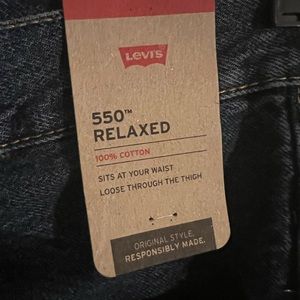 Levi's
550™
RELAXED
100% COTTON
SITS AT YOUR WAIST
LOOSE THROUGH THE THIGH
ORIGINAL STYLE,
RESPONSIBLY MADE.